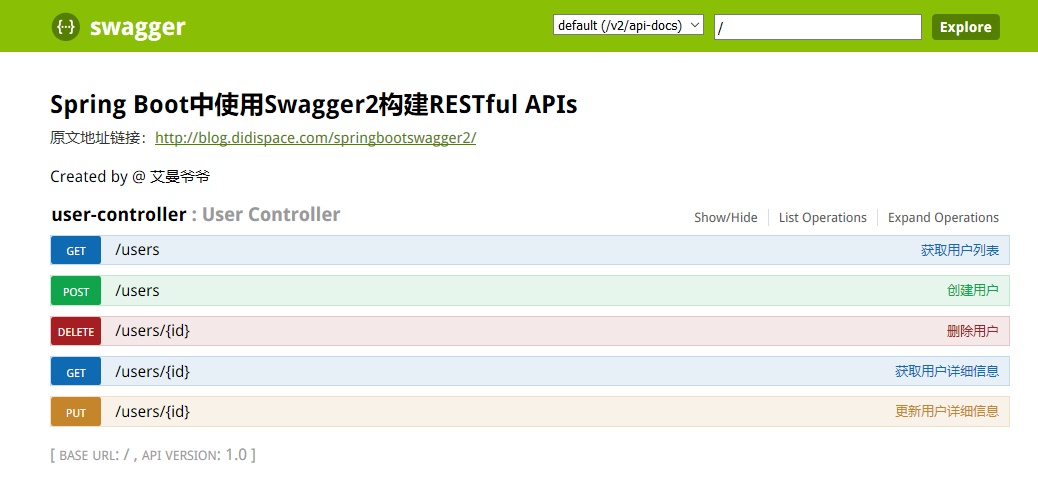 {···} swagger default (/v2/api-docs) / Explore
Spring Boot中使用Swagger2构建RESTful APIs
原文地址链接：http://blog.didispace.com/springbootswagger2/
Created by @ 艾曼爷爷
user-controller : User Controller Show/Hide List Operations Expand Operations
GET /users 获取用户列表
POST /users 创建用户
DELETE /users/{id} 删除用户
GET /users/{id} 获取用户详细信息
PUT /users/{id} 更新用户详细信息
[ BASE URL: / , API VERSION: 1.0 ]